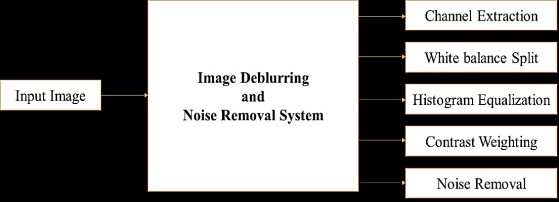 Input Image
Image Deblurring
and
Noise Removal System
Channel Extraction
White balance Split
Histogram Equalization
Contrast Weighting
Noise Removal